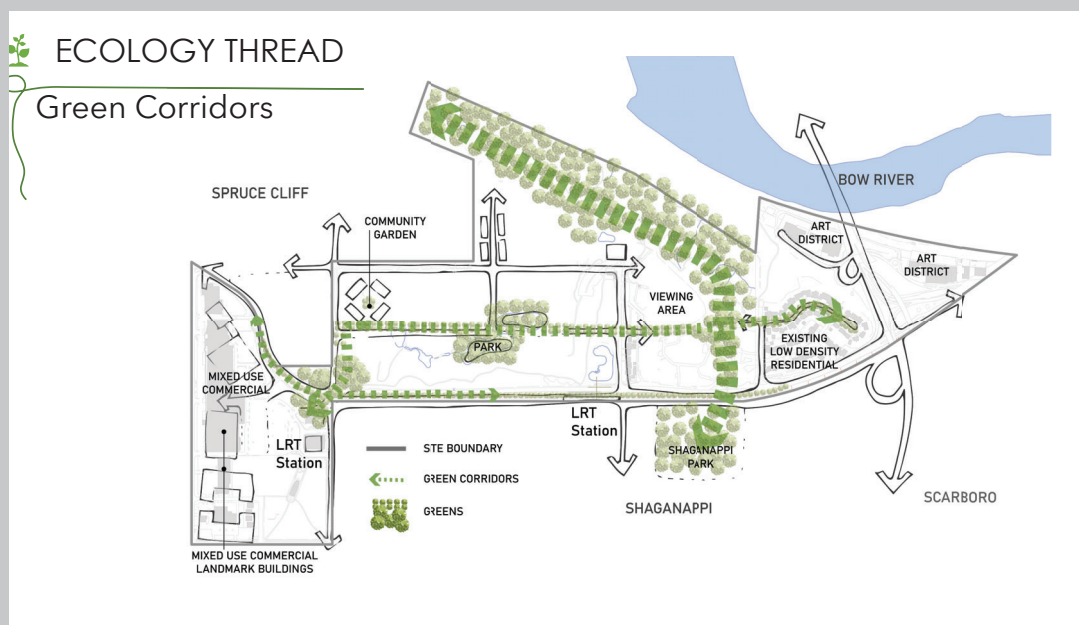 ECOLOGY THREAD
Green Corridors
SPRUCE CLIFF
COMMUNITY
GARDEN
BOW RIVER
ART
DISTRICT
ART
DISTRICT
VIEWING
AREA
PARK
EXISTING
LOW DENSITY
RESIDENTIAL
MIXED USE
COMMERCIAL
LRT
Station
LRT
Station
SHAGANAPPI
PARK
STE BOUNDARY
GREEN CORRIDORS
GREENS
SHAGANAPPI
SCARBORO
MIXED USE COMMERCIAL
LANDMARK BUILDINGS